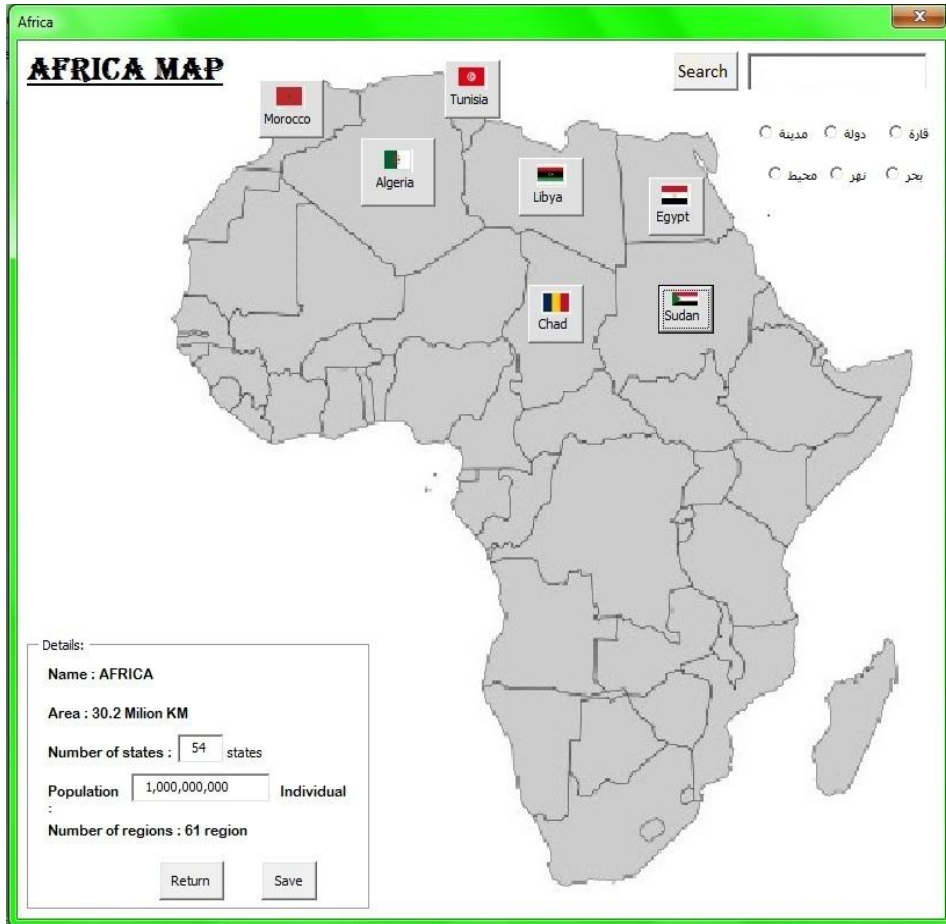 Africa
AFRICA MAP
Search
Tunisia
Morocco
قارة دولة مدينة
Algeria
Libya
بحر نهر محيط
Egypt
Chad
Sudan
Details:
Name : AFRICA
Area : 30.2 Milion KM
Number of states : 54 states
Population : 1,000,000,000 Individual
Number of regions : 61 region
Return Save